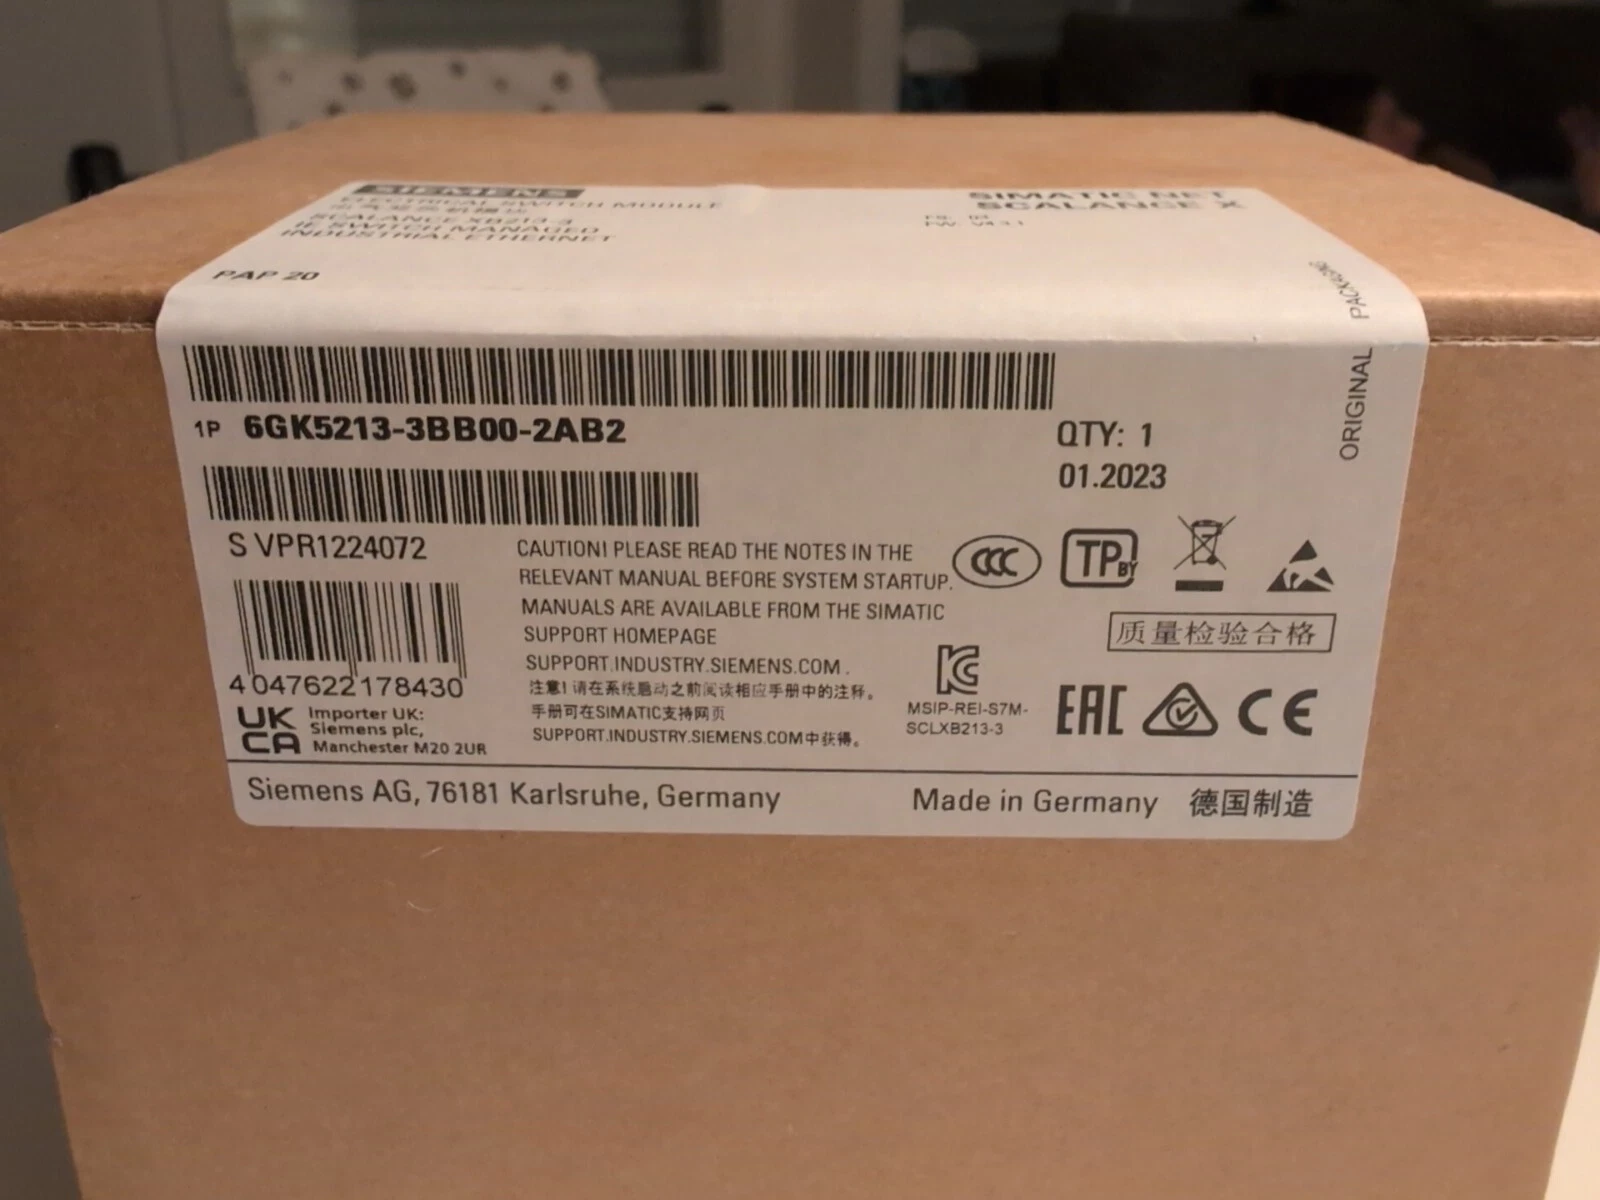 SIEMENS
ELECTRICAL SWITCH MODULE
SCALANCE XB213-3
IE SWITCH MANAGED
INDUSTRIAL ETHERNET
SIMATIC NET
SCALANCE X
PAP 20
ORIGINAL PACKAGING
1P 6GK5213-3BB00-2AB2
QTY: 1
01.2023
S VPR1224072
CAUTION! PLEASE READ THE NOTES IN THE
RELEVANT MANUAL BEFORE SYSTEM STARTUP.
MANUALS ARE AVAILABLE FROM THE SIMATIC
SUPPORT HOMEPAGE
SUPPORT.INDUSTRY.SIEMENS.COM.
注意!请在系统启动之前阅读相应手册中的注释。
手册可在SIMATIC支持网页
SUPPORT.INDUSTRY.SIEMENS.COM中获得。
CCC
TP BY
质量检验合格
KC
MSIP-REI-S7M-
SCLXB213-3
EAC
CE
4 047622 178430
UK
CA
Importer UK:
Siemens plc,
Manchester M20 2UR
Siemens AG, 76181 Karlsruhe, Germany
Made in Germany 德国制造